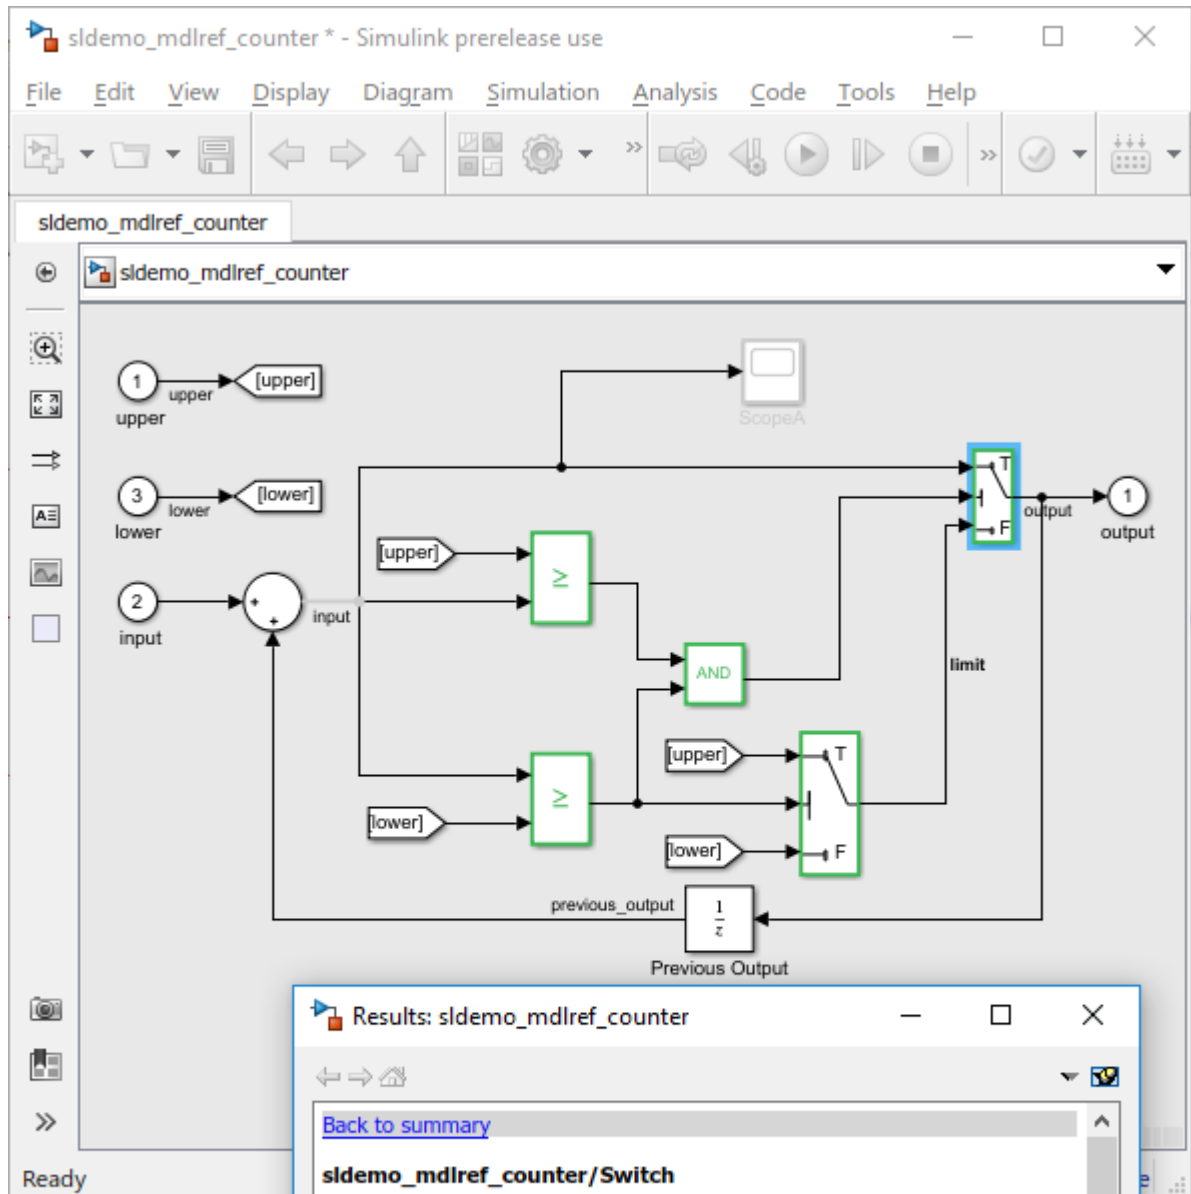 sldemo_mdlref_counter * - Simulink prerelease use
File Edit View Display Diagram Simulation Analysis Code Tools Help
sldemo_mdlref_counter
sldemo_mdlref_counter
1
upper
[upper]
upper
ScopeA
3
lower
[lower]
lower
T
F
output
1
output
[upper]
≥
2
input
+
+
input
AND
limit
[upper]
T
[lower]
≥
[lower]
F
previous_output
1
z
Previous Output
Results: sldemo_mdlref_counter
Back to summary
sldemo_mdlref_counter/Switch
Ready